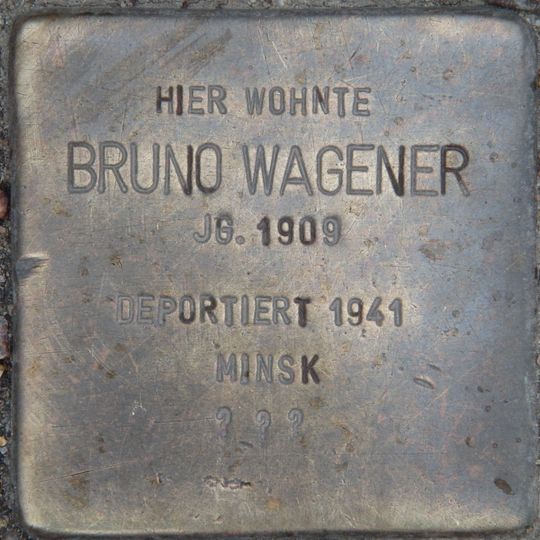 HIER WOHNTE
BRUNO WAGENER
JG. 1909
DEPORTIERT 1941
MINSK
? ? ?